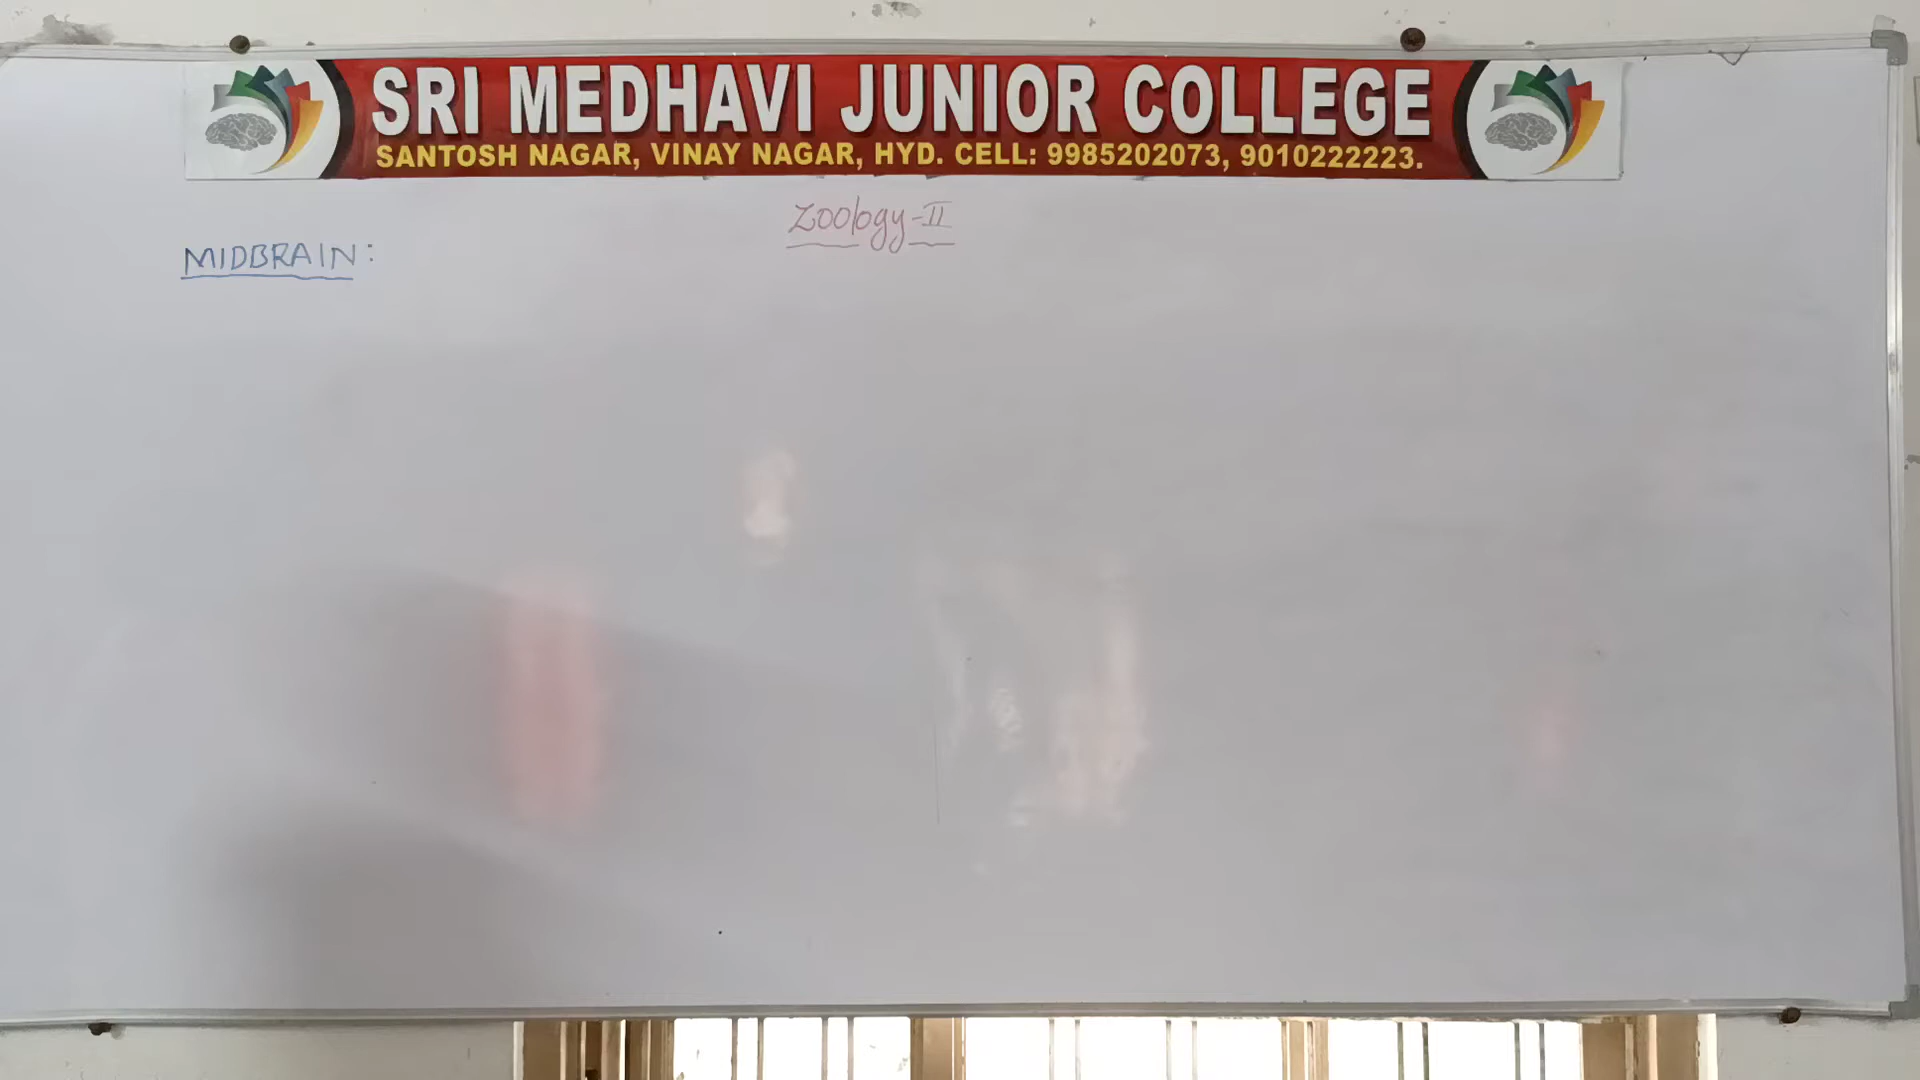 SRI MEDHAVI JUNIOR COLLEGE
SANTOSH NAGAR, VINAY NAGAR, HYD. CELL: 9985202073, 9010222223.
Zoology-II
MIDBRAIN: